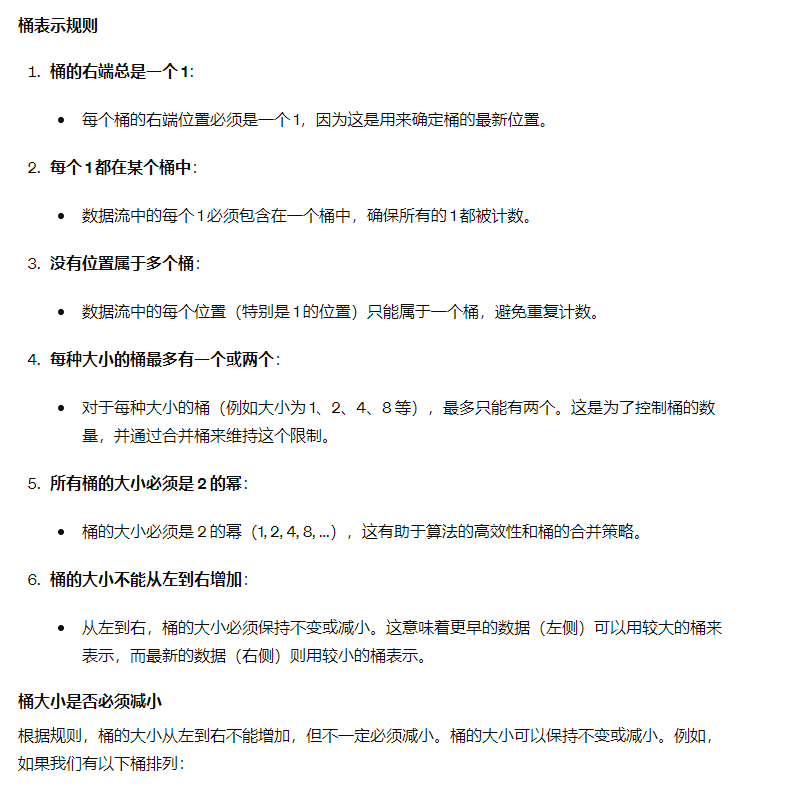 桶表示规则
1. 桶的右端总是一个 1:
• 每个桶的右端位置必须是一个 1，因为这是用来确定桶的最新位置。
2. 每个 1 都在某个桶中:
• 数据流中的每个 1 必须包含在一个桶中，确保所有的 1 都被计数。
3. 没有位置属于多个桶:
• 数据流中的每个位置（特别是 1 的位置）只能属于一个桶，避免重复计数。
4. 每种大小的桶最多有一个或两个:
• 对于每种大小的桶（例如大小为 1、2、4、8 等），最多只能有两个。这是为了控制桶的数
量，并通过合并桶来维持这个限制。
5. 所有桶的大小必须是 2 的幂:
• 桶的大小必须是 2 的幂（1, 2, 4, 8, ...），这有助于算法的高效性和桶的合并策略。
6. 桶的大小不能从左到右增加:
• 从左到右，桶的大小必须保持不变或减小。这意味着更早的数据（左侧）可以用较大的桶来
表示，而最新的数据（右侧）则用较小的桶表示。
桶大小是否必须减小
根据规则，桶的大小从左到右不能增加，但不一定必须减小。桶的大小可以保持不变或减小。例如，
如果我们有以下桶排列：